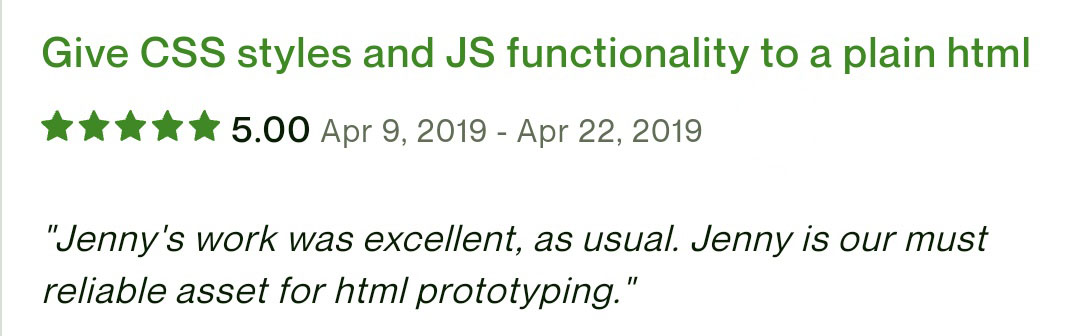 Give CSS styles and JS functionality to a plain html
5.00 Apr 9, 2019 - Apr 22, 2019
"Jenny's work was excellent, as usual. Jenny is our must
reliable asset for html prototyping."